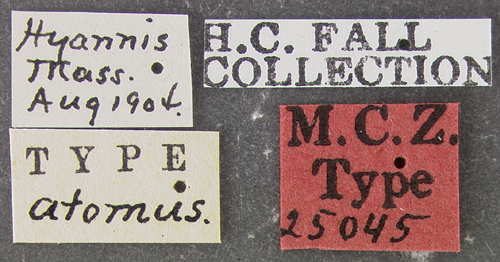 Hyannis
Mass.
Aug 1904.
H.C. FALL
COLLECTION
TYPE
atomus.
M.C.Z.
Type
25045